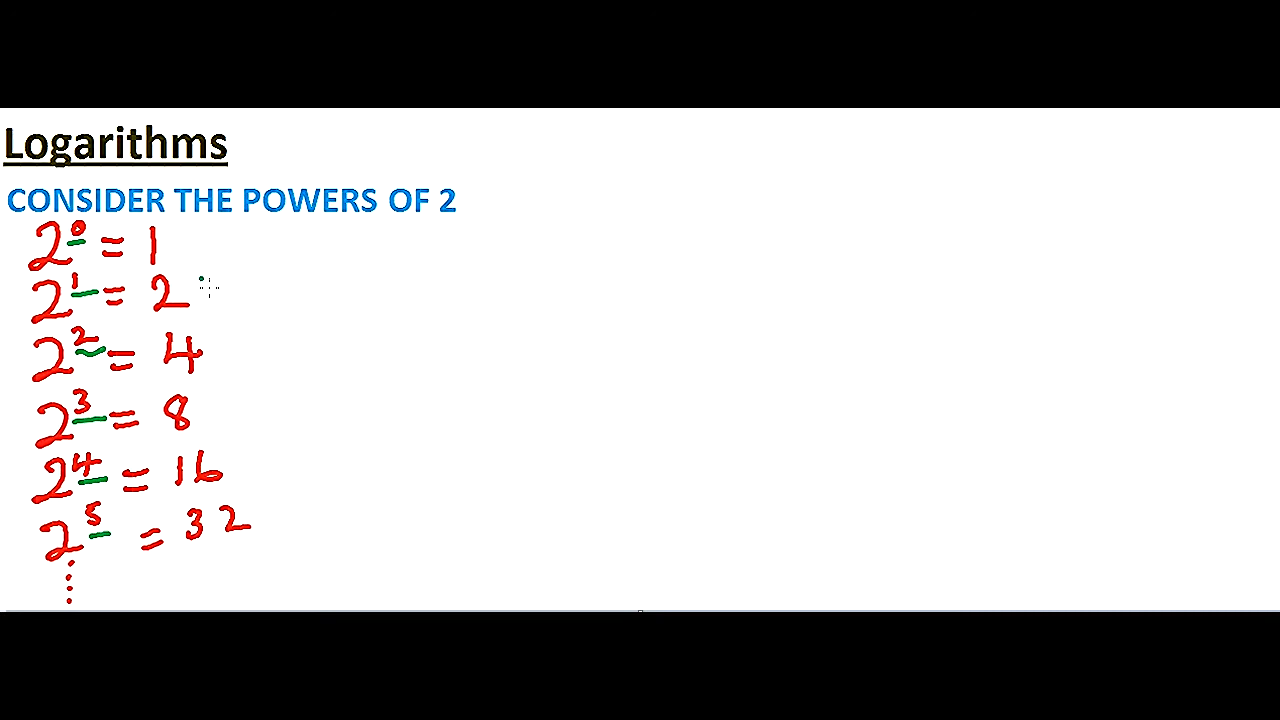 Logarithms
CONSIDER THE POWERS OF 2
2⁰ = 1
2¹ = 2
2² = 4
2³ = 8
2⁴ = 16
2⁵ = 32
⋮